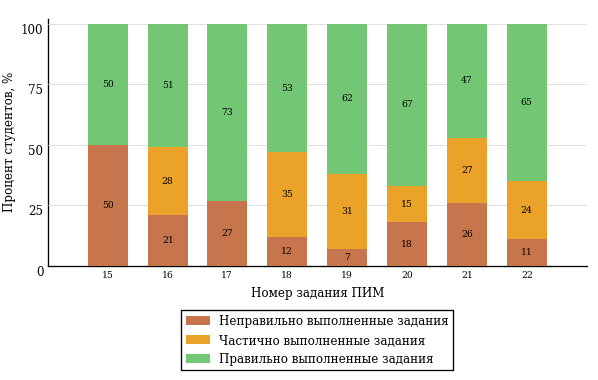 Процент студентов, %
100
75
50
25
0
50 51 73 53 62 67 47 65
28 35 31 15 27 24
50 21 27 12 7 18 26 11
15 16 17 18 19 20 21 22
Номер задания ПИМ
Неправильно выполненные задания
Частично выполненные задания
Правильно выполненные задания